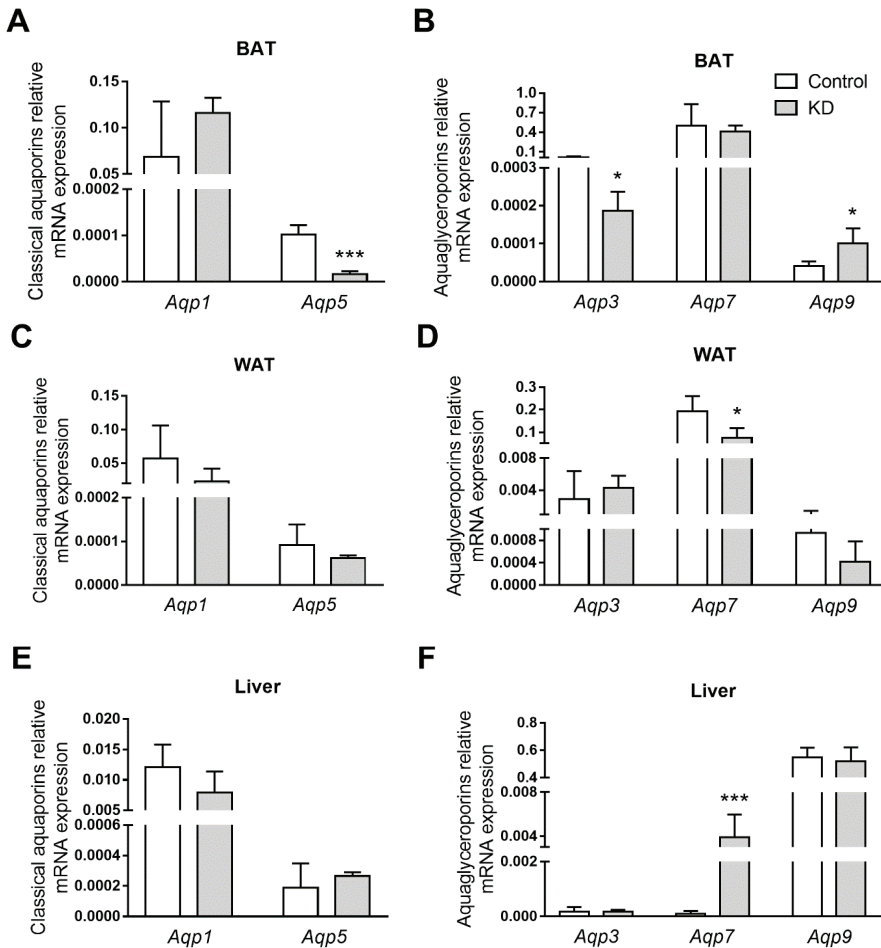 A
BAT
Classical aquaporins relative
mRNA expression
0.15
0.10
0.05
0.0002
0.0001
0.0000
***
Aqp1
Aqp5
B
BAT
Control
KD
Aquaglyceroporins relative
mRNA expression
1.0
0.7
0.4
0.1
0.0003
0.0002
0.0001
0.0000
*
*
Aqp3
Aqp7
Aqp9
C
WAT
Classical aquaporins relative
mRNA expression
0.15
0.10
0.05
0.0002
0.0001
0.0000
Aqp1
Aqp5
D
WAT
Aquaglyceroporins relative
mRNA expression
0.3
0.2
0.1
0.008
0.004
0.0008
0.0004
0.0000
*
Aqp3
Aqp7
Aqp9
E
Liver
Classical aquaporins relative
mRNA expression
0.020
0.015
0.010
0.005
0.0006
0.0004
0.0002
0.0000
Aqp1
Aqp5
F
Liver
Aquaglyceroporins relative
mRNA expression
0.8
0.6
0.4
0.008
0.004
0.002
0.000
***
Aqp3
Aqp7
Aqp9